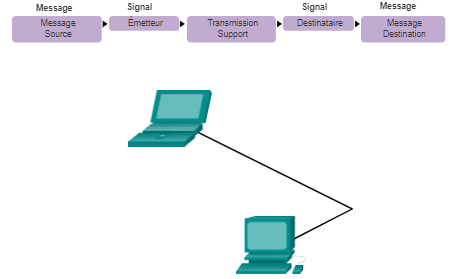 Message Signal Signal Message
Message Émetteur Transmission Destinataire Message
Source Support Destination